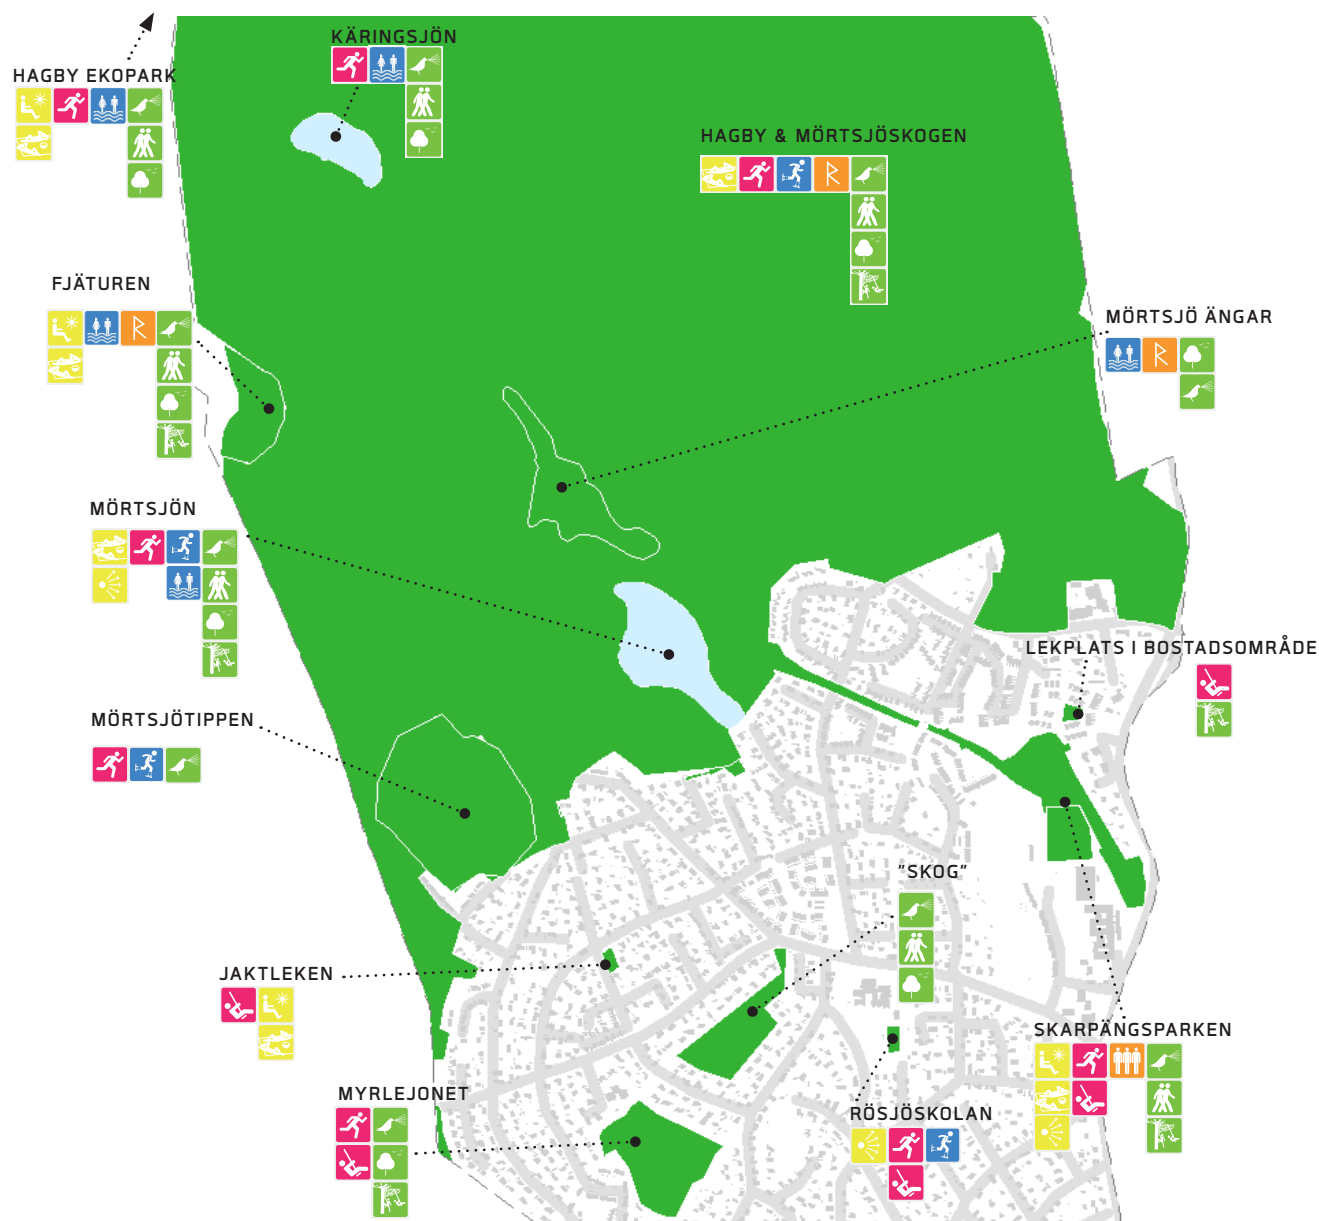 KÄRINGSJÖN
HAGBY EKOPARK
HAGBY & MÖRTSJÖSKOGEN
FJÄTUREN
MÖRTSJÖ ÄNGAR
MÖRTSJÖN
LEKPLATS I BOSTADSOMRÅDE
MÖRTSJÖTIPPEN
"SKOG"
JAKTLEKEN
SKARPÄNGSPARKEN
MYRLEJONET
RÖSJÖSKOLAN